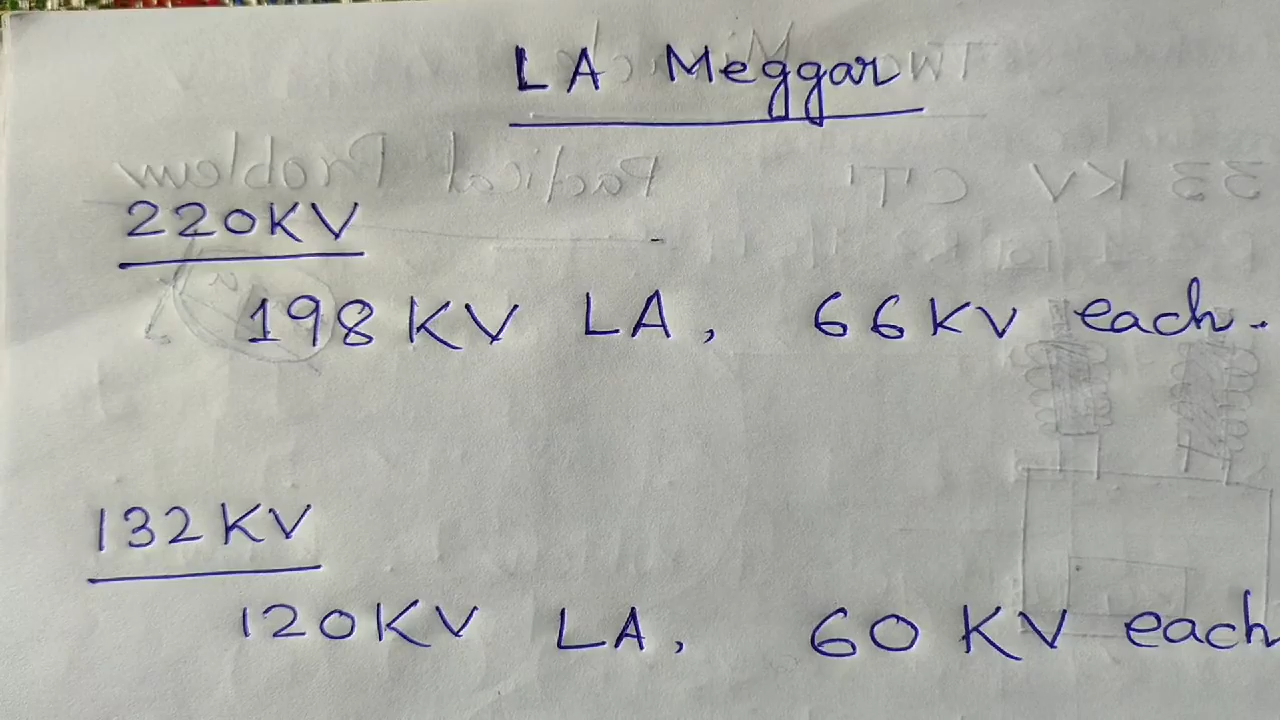 LA Meggar
220KV
198KV LA, 66KV each.
132KV
120KV LA, 60KV each